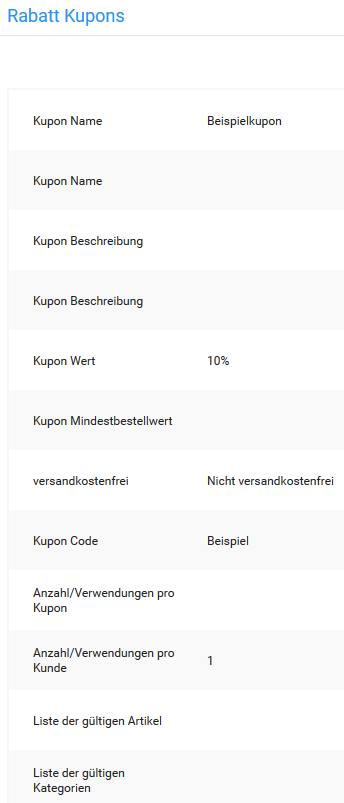 Rabatt Kupons
Kupon Name Beispielkupon
Kupon Name
Kupon Beschreibung
Kupon Beschreibung
Kupon Wert 10%
Kupon Mindestbestellwert
versandkostenfrei Nicht versandkostenfrei
Kupon Code Beispiel
Anzahl/Verwendungen pro
Kupon
Anzahl/Verwendungen pro
Kunde 1
Liste der gültigen Artikel
Liste der gültigen
Kategorien